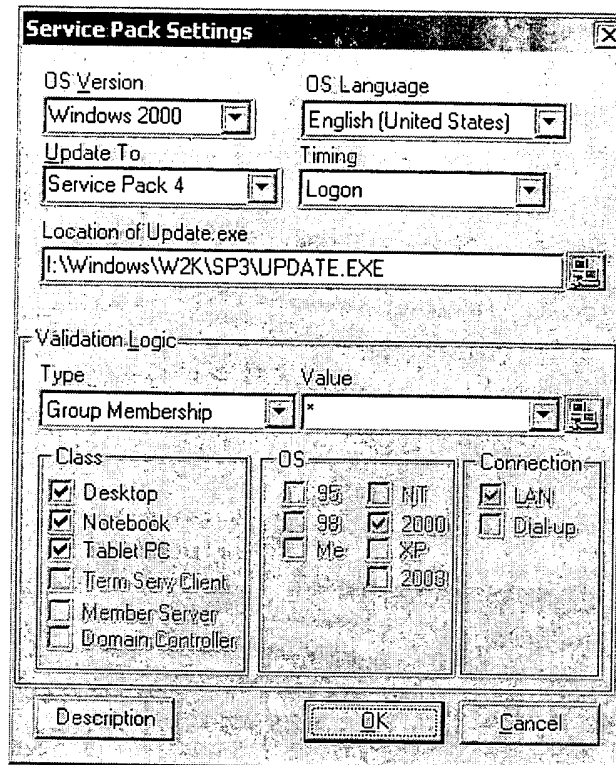 Service Pack Settings
OS Version
OS Language
Windows 2000
English (United States)
Update To
Timing
Service Pack 4
Logon
Location of Update.exe
I:\Windows\W2K\SP3\UPDATE.EXE
Validation Logic
Type
Value
Group Membership
*
Class
OS
Connection
Desktop
95
NT
LAN
Notebook
98
2000
Dial-up
Tablet PC
Me
XP
Term Serv Client
2003
Member Server
Domain Controller
Description
OK
Cancel